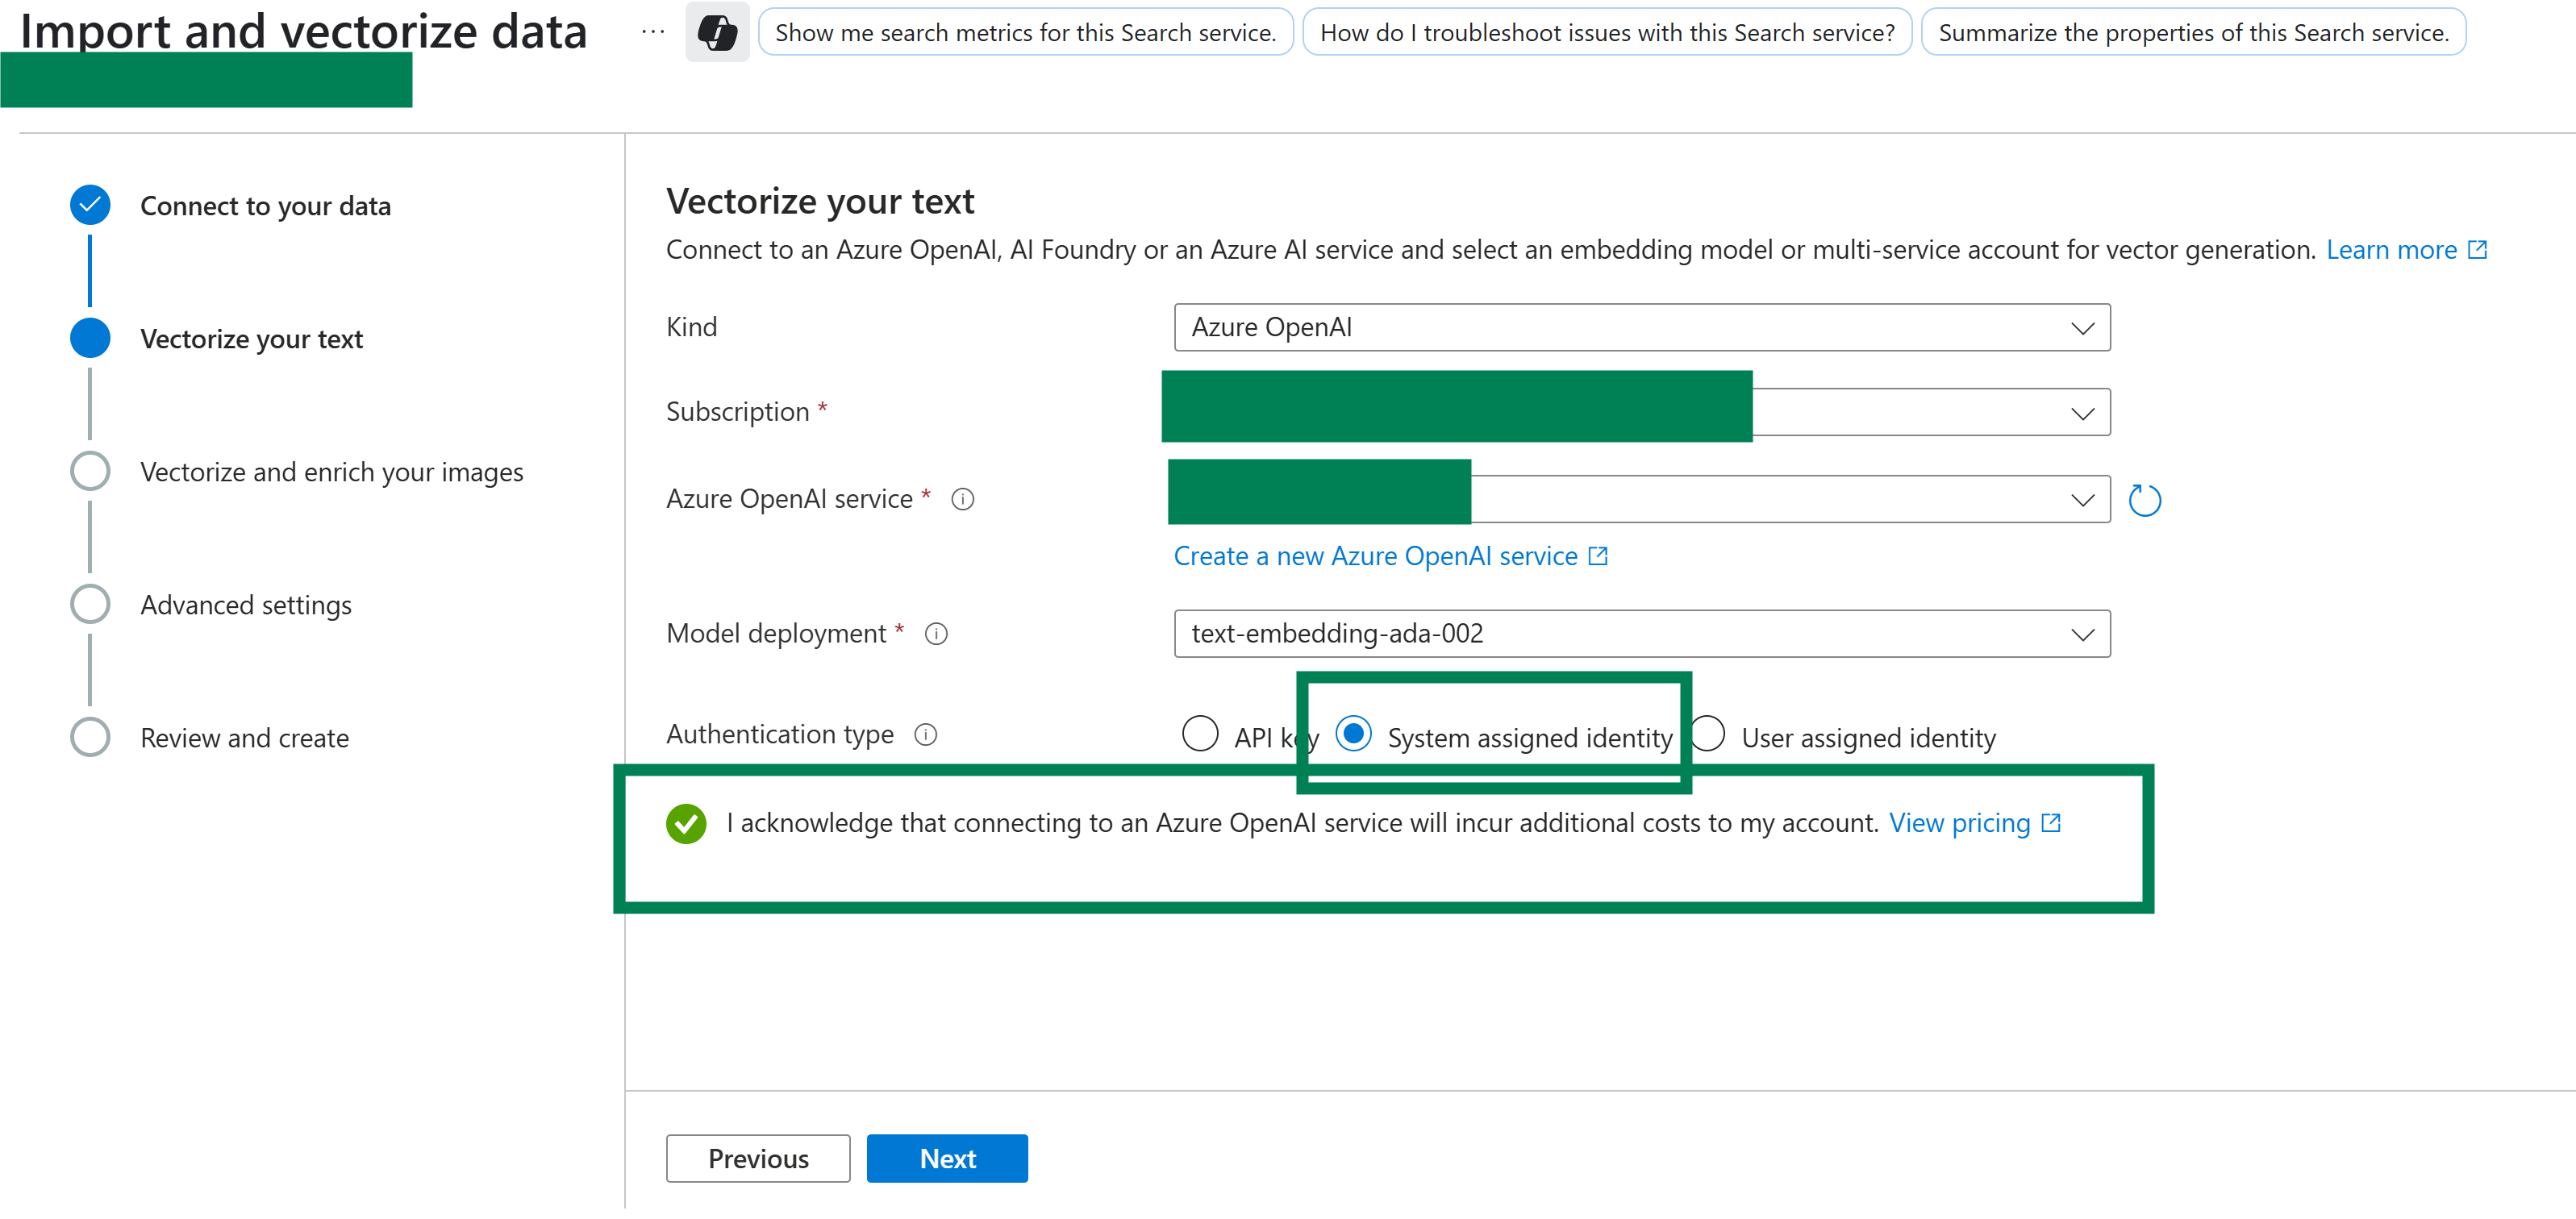 Import and vectorize data
...
Show me search metrics for this Search service.
How do I troubleshoot issues with this Search service?
Summarize the properties of this Search service.
Connect to your data
Vectorize your text
Vectorize and enrich your images
Advanced settings
Review and create
Vectorize your text
Connect to an Azure OpenAI, AI Foundry or an Azure AI service and select an embedding model or multi-service account for vector generation. Learn more
Kind
Azure OpenAI
Subscription *
Azure OpenAI service *
Create a new Azure OpenAI service
Model deployment *
text-embedding-ada-002
Authentication type
API key
System assigned identity
User assigned identity
I acknowledge that connecting to an Azure OpenAI service will incur additional costs to my account. View pricing
Previous
Next